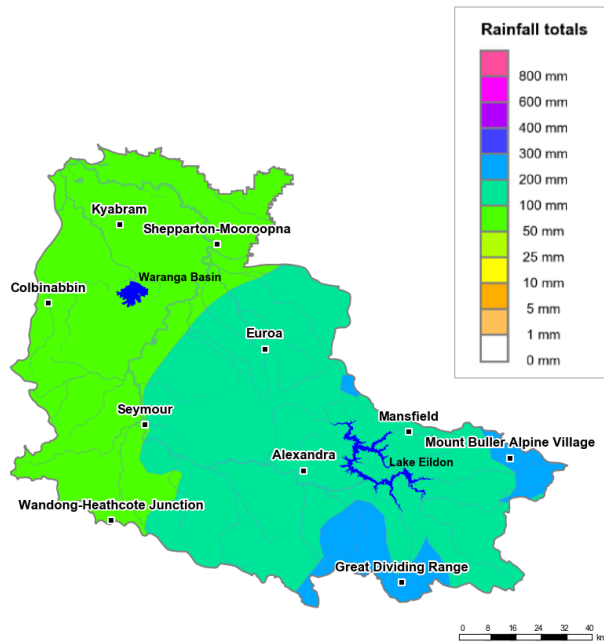 Rainfall totals
800 mm
600 mm
400 mm
300 mm
200 mm
100 mm
50 mm
25 mm
10 mm
5 mm
1 mm
0 mm
Kyabram
Shepparton-Mooroopna
Waranga Basin
Colbinabbin
Euroa
Seymour
Mansfield
Mount Buller Alpine Village
Alexandra
Lake Eildon
Wandong-Heathcote Junction
Great Dividing Range
0 8 16 24 32 40
km